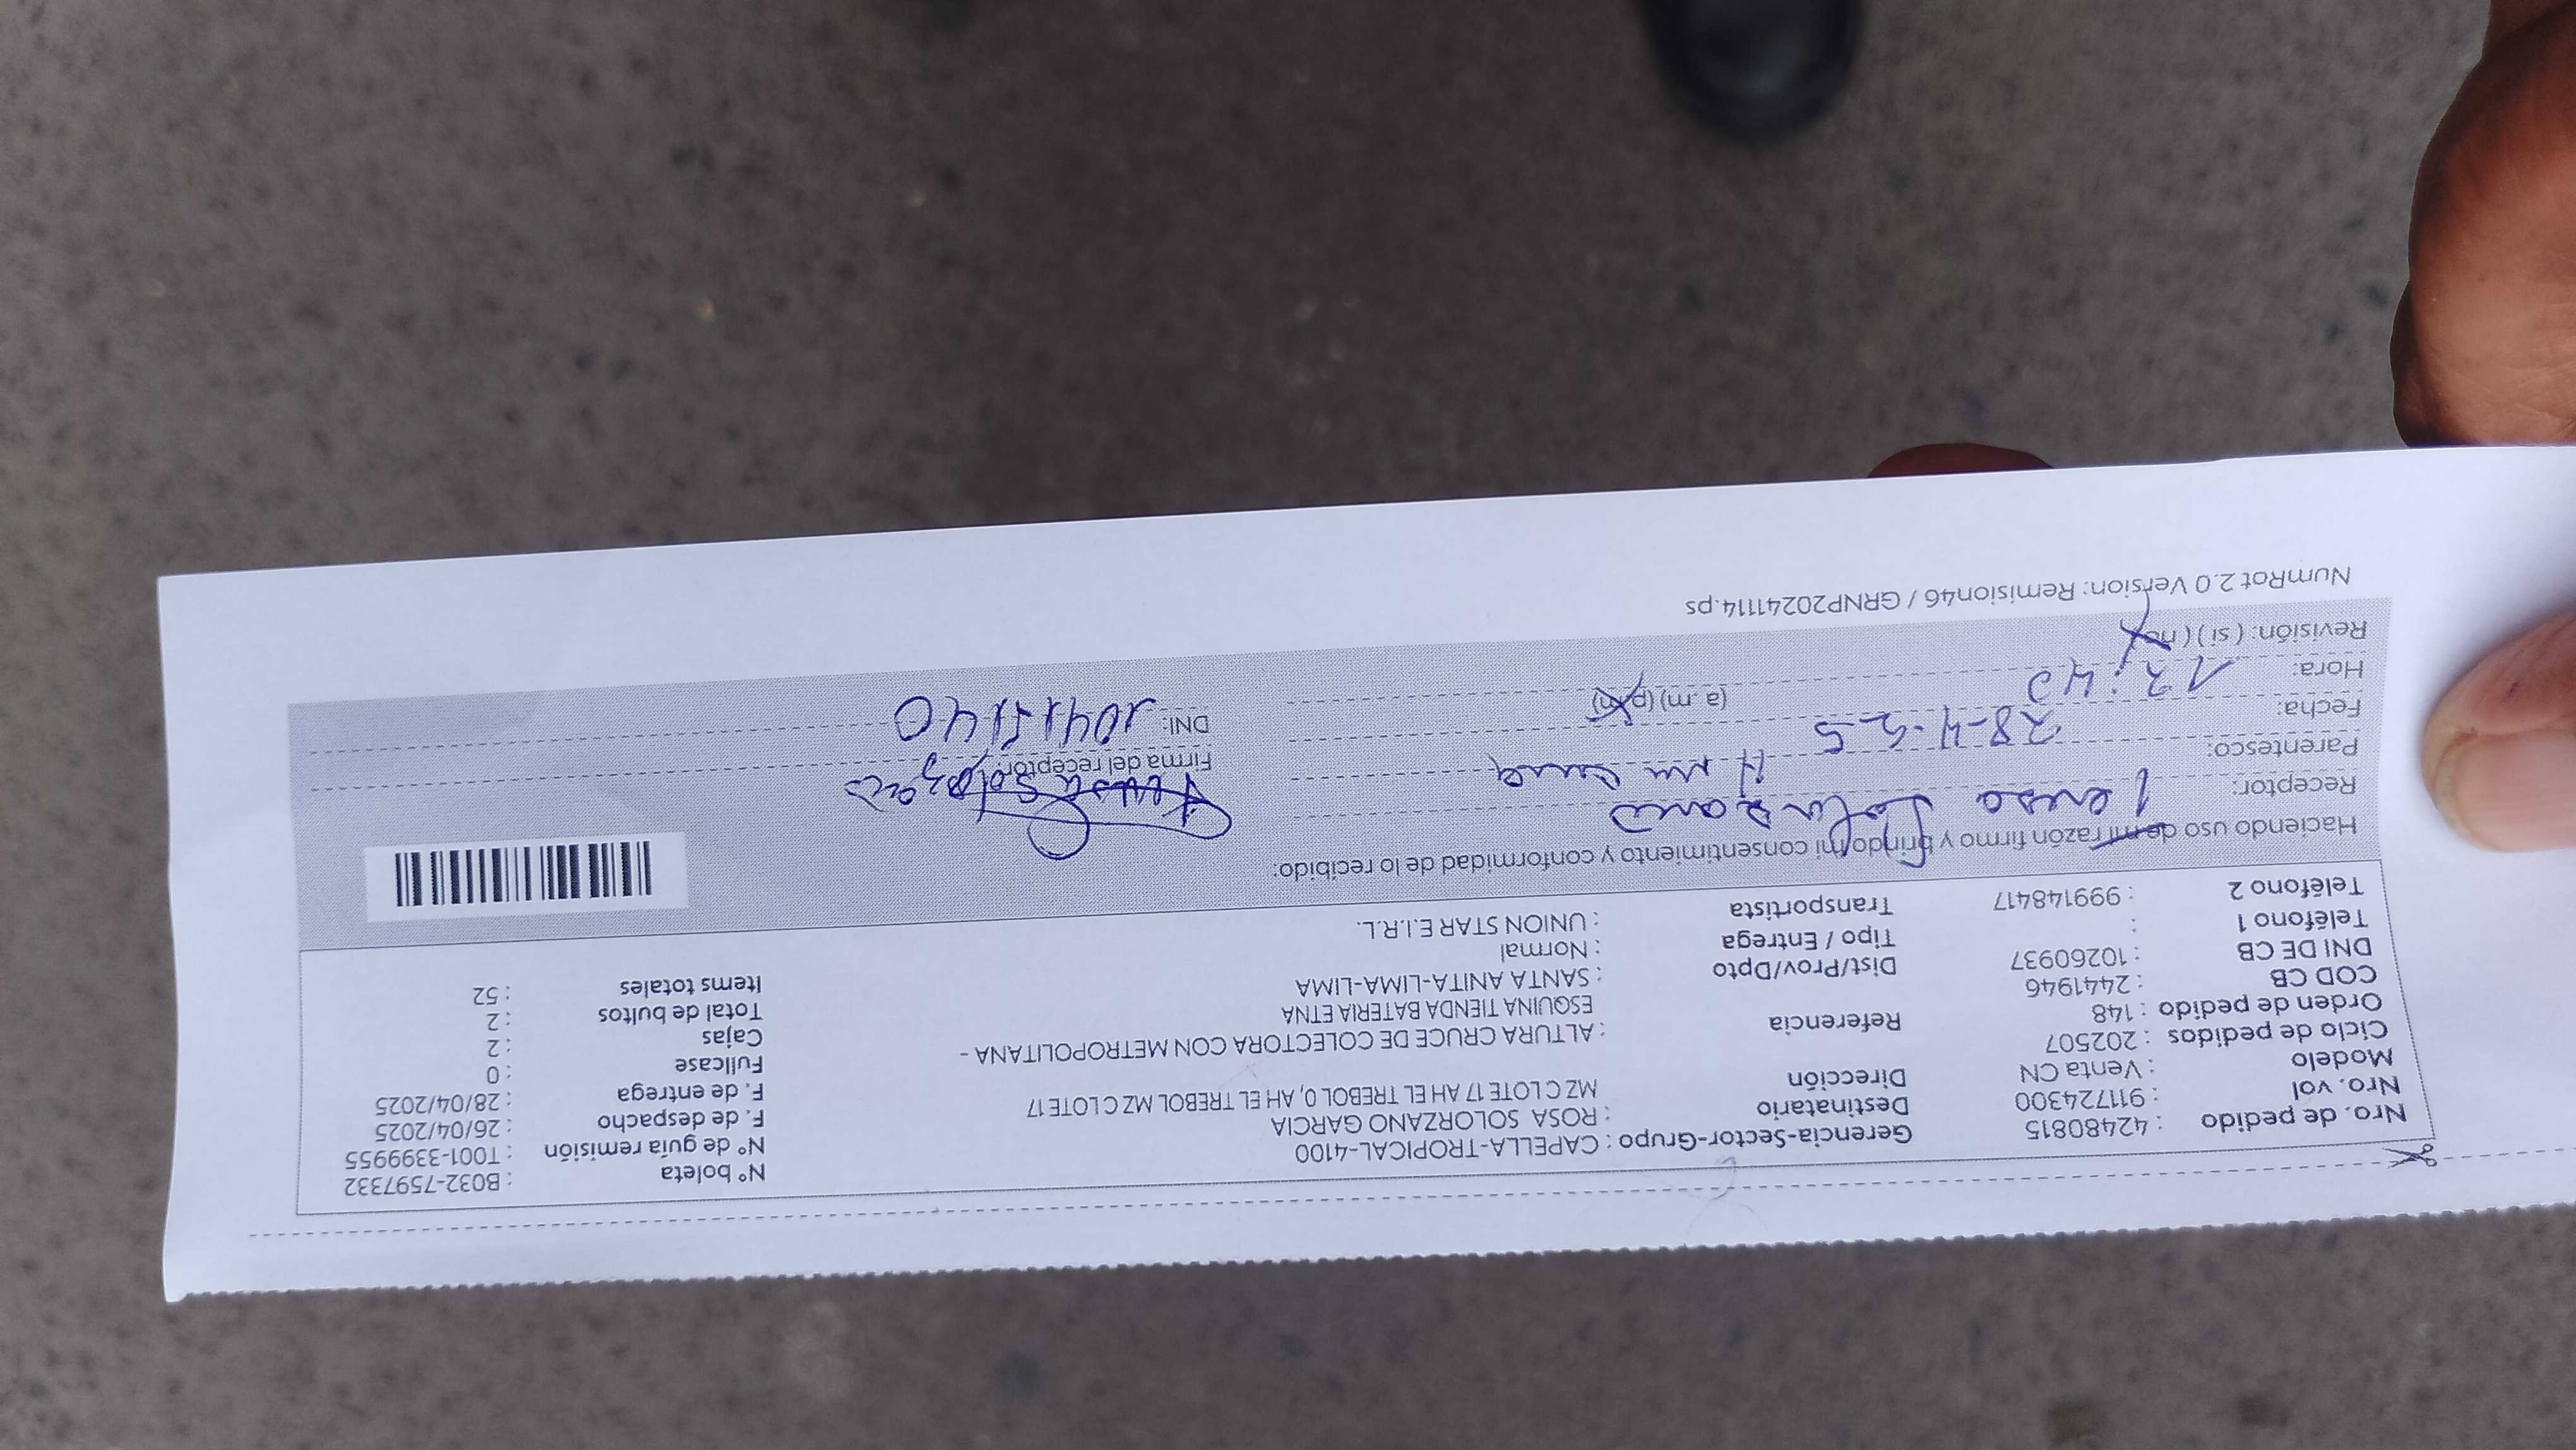 Nro. de pedido : 42480815 Gerencia-Sector-Grupo : CAPELLA-TROPICAL-4100 N° boleta : B032-7597332
Nro. vol : 911724300 Destinatario : ROSA SOLORZANO GARCIA N° de guía remisión : T001-3399955
Modelo : Venta CN Dirección MZ C LOTE 17 AH EL TREBOL 0, AH EL TREBOL MZ C LOTE 17 F. de despacho : 26/04/2025
Ciclo de pedidos : 202507 F. de entrega : 28/04/2025
Orden de pedido : 148 Referencia : ALTURA CRUCE DE COLECTORA CON METROPOLITANA - Fullcase : 0
COD CB : 2441946 ESQUINA TIENDA BATERIA ETNA Cajas : 2
DNI DE CB : 10260937 Dist/Prov/Dpto : SANTA ANITA-LIMA-LIMA Total de bultos : 2
Teléfono 1 : Tipo / Entrega : Normal Items totales : 52
Teléfono 2 : 999148417 Transportista : UNION STAR E.I.R.L.
Haciendo uso de mi razón firmo y brindo mi consentimiento y conformidad de lo recibido:
Receptor: Solorzano
Parentesco: Firma del receptor:
Fecha: 28-4-25 DNI:
Hora: (a. m) (p. m)
Revisión: ( si ) ( no )
NumRot 2.0 Version: Remision46 / GRNP20241114.ps